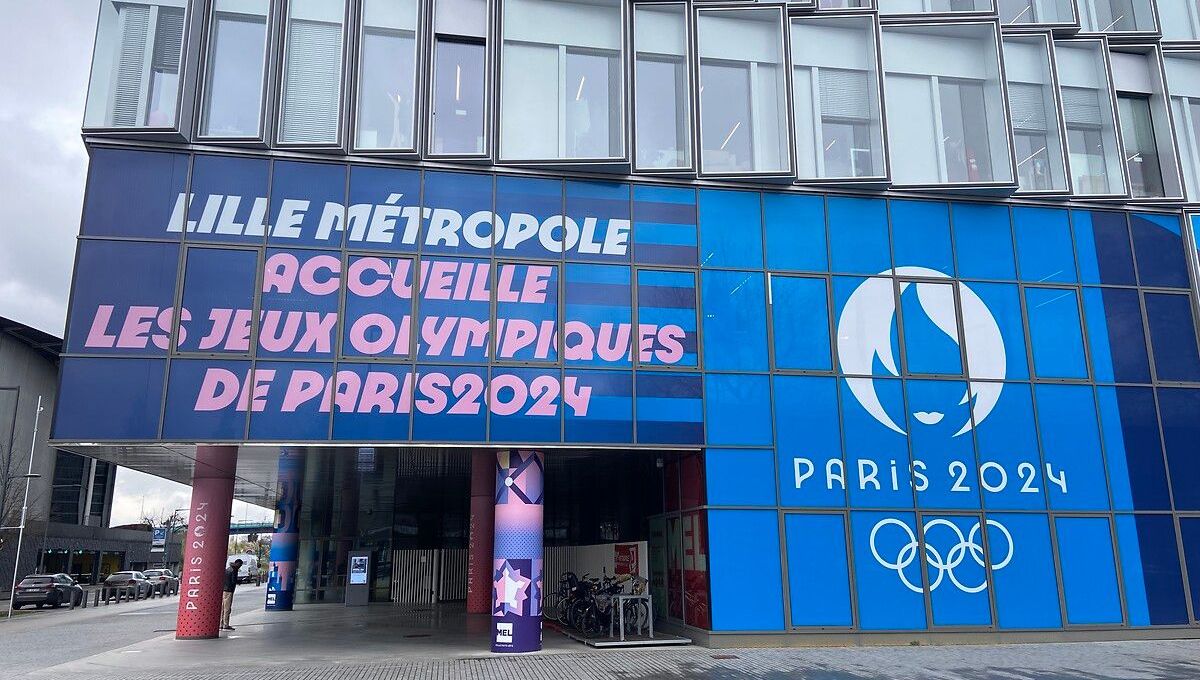 LILLE MÉTROPOLE
ACCUEILLE
LES JEUX OLYMPIQUES
DE PARIS2024
PARIS 2024
PARIS 2024
MEL